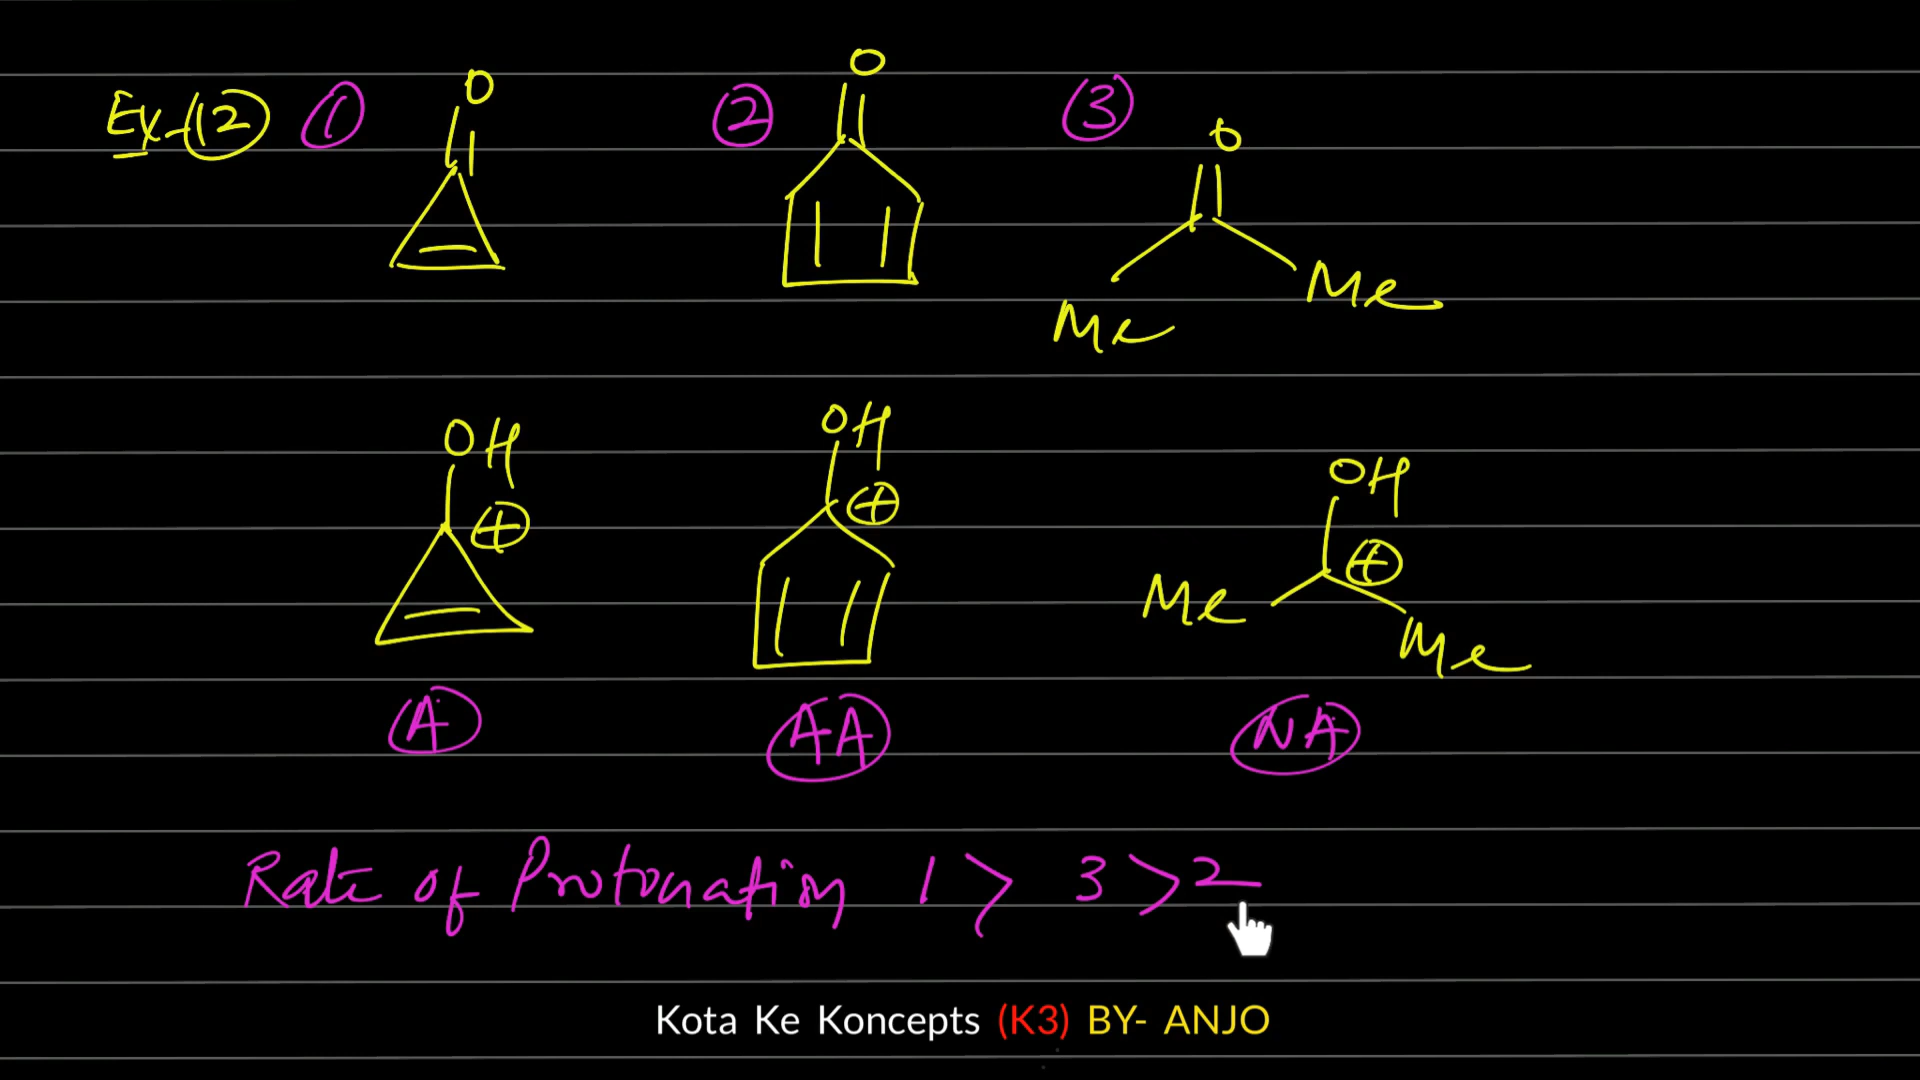 Ex-(12) ① ② ③
O O O
Me Me
OH OH OH
⊕ ⊕ ⊕
Me Me
A AA NA
Rate of Protonation 1 > 3 > 2
Kota Ke Koncepts (K3) BY- ANJO